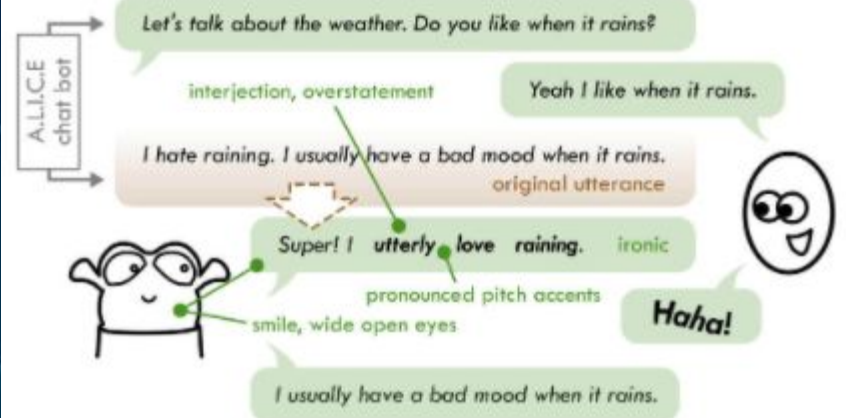 Let's talk about the weather. Do you like when it rains?
A.L.I.C.E
chat bot
interjection, overstatement
Yeah I like when it rains.
I hate raining. I usually have a bad mood when it rains.
original utterance
Super! I utterly love raining. ironic
pronounced pitch accents
smile, wide open eyes
Haha!
I usually have a bad mood when it rains.